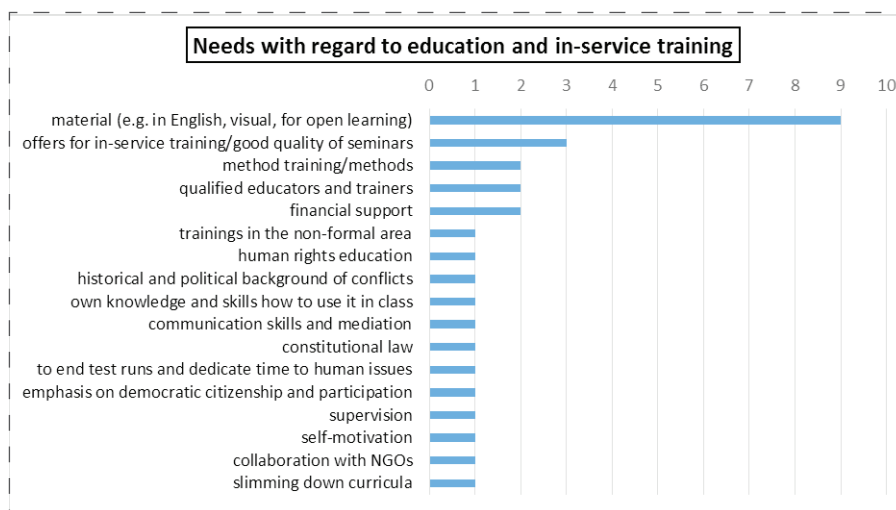 Needs with regard to education and in-service training
0 1 2 3 4 5 6 7 8 9 10
material (e.g. in English, visual, for open learning)
offers for in-service training/good quality of seminars
method training/methods
qualified educators and trainers
financial support
trainings in the non-formal area
human rights education
historical and political background of conflicts
own knowledge and skills how to use it in class
communication skills and mediation
constitutional law
to end test runs and dedicate time to human issues
emphasis on democratic citizenship and participation
supervision
self-motivation
collaboration with NGOs
slimming down curricula